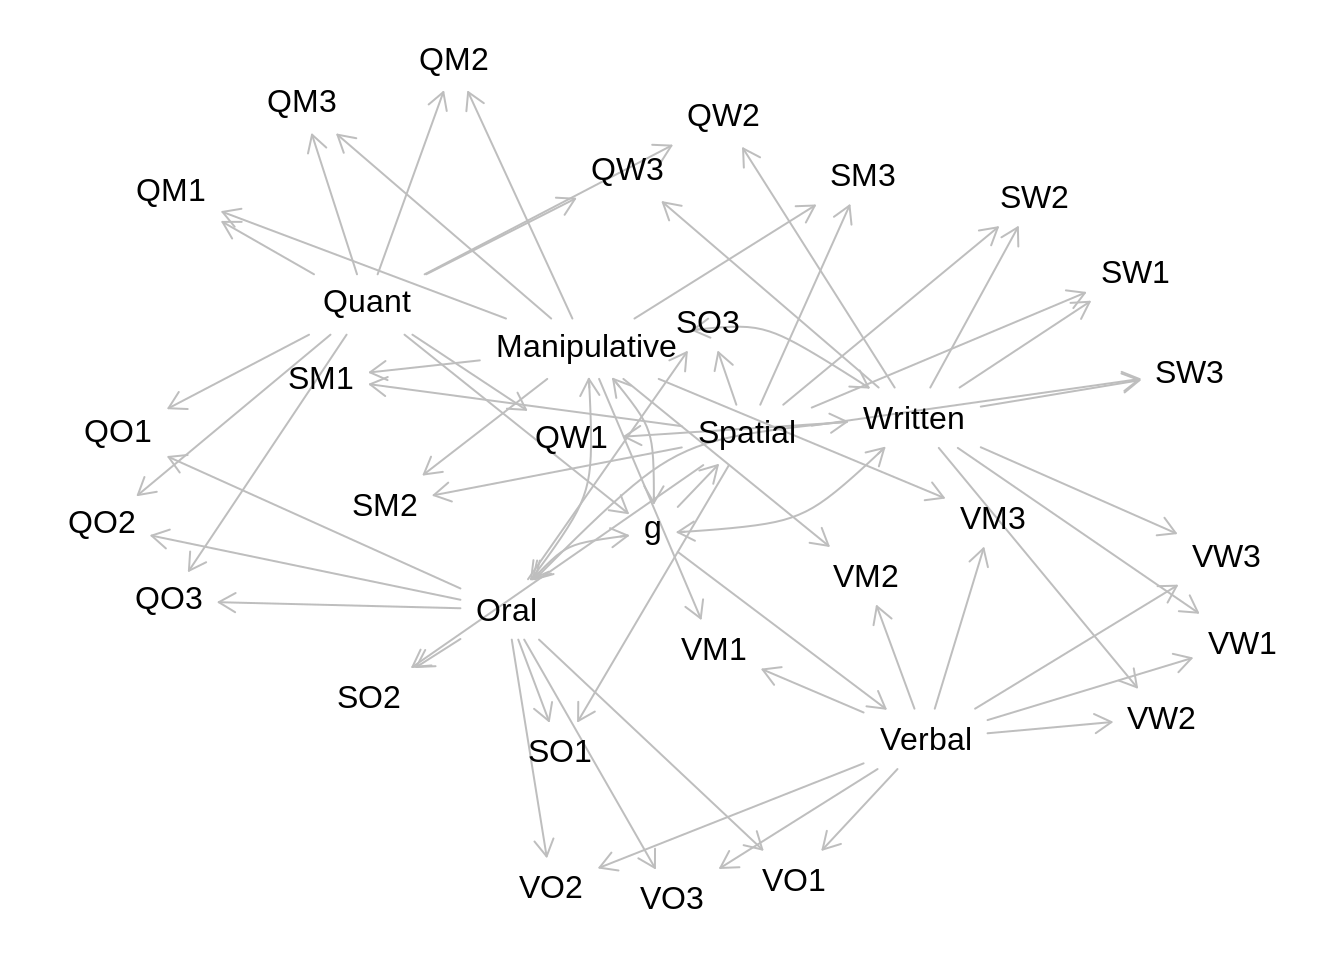 QM2
QM3
QW2
QW3
SM3
QM1
SW2
SW1
Quant
SO3
Manipulative
SW3
SM1
Written
QO1
QW1
Spatial
SM2
VM3
QO2
g
VW3
VM2
QO3
Oral
VW1
VM1
SO2
VW2
Verbal
SO1
VO1
VO2
VO3